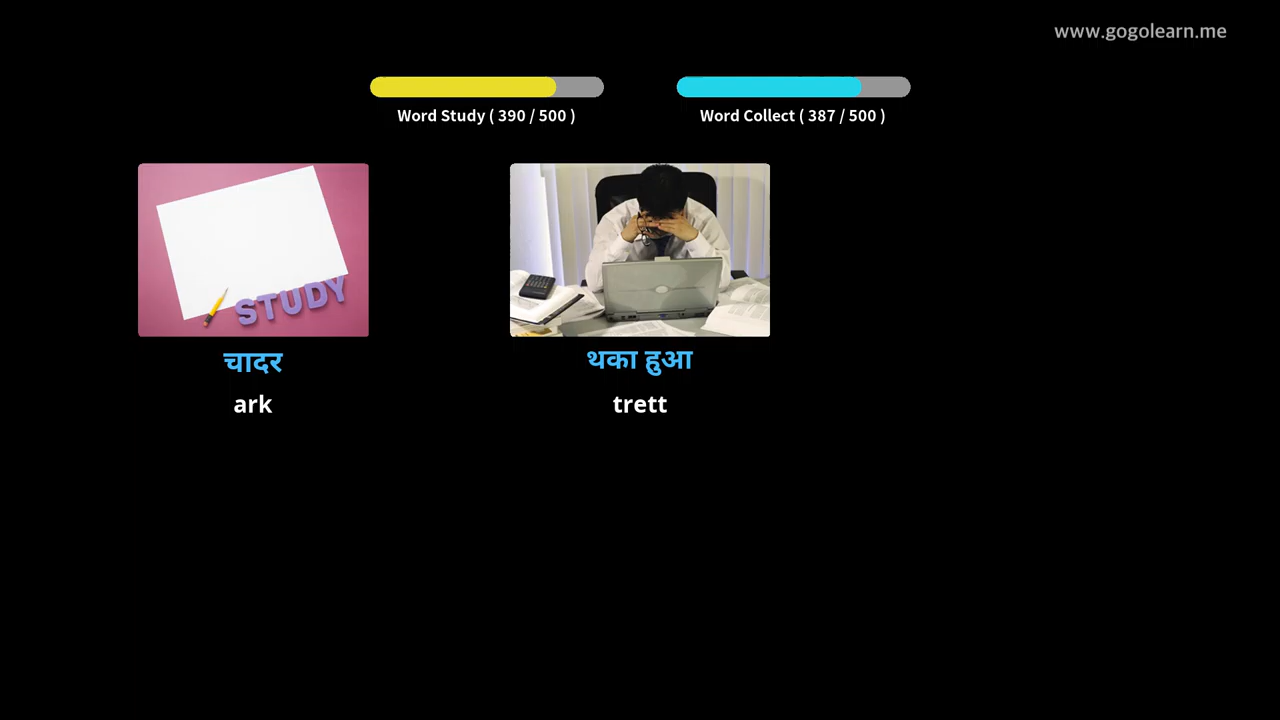 www.gogolearn.me
Word Study ( 390 / 500 )
Word Collect ( 387 / 500 )
STUDY
चादर
थका हुआ
ark
trett